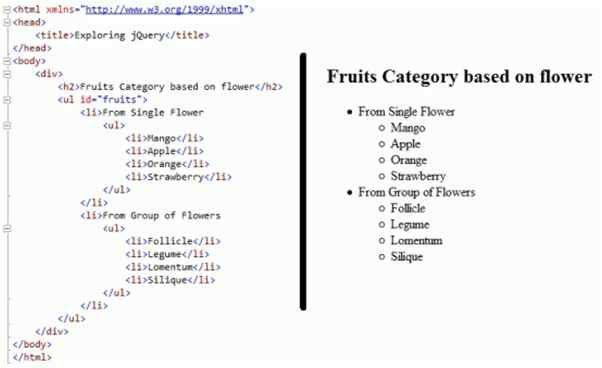 <html xmlns="http://www.w3.org/1999/xhtml">
<head>
<title>Exploring jQuery</title>
</head>
<body>
<div>
<h2>Fruits Category based on flower</h2>
<ul id="fruits">
<li>From Single Flower
<ul>
<li>Mango</li>
<li>Apple</li>
<li>Orange</li>
<li>Strawberry</li>
</ul>
</li>
<li>From Group of Flowers
<ul>
<li>Follicle</li>
<li>Legume</li>
<li>Lomentum</li>
<li>Silique</li>
</ul>
</li>
</ul>
</div>
</body>
</html>
Fruits Category based on flower
From Single Flower
Mango
Apple
Orange
Strawberry
From Group of Flowers
Follicle
Legume
Lomentum
Silique